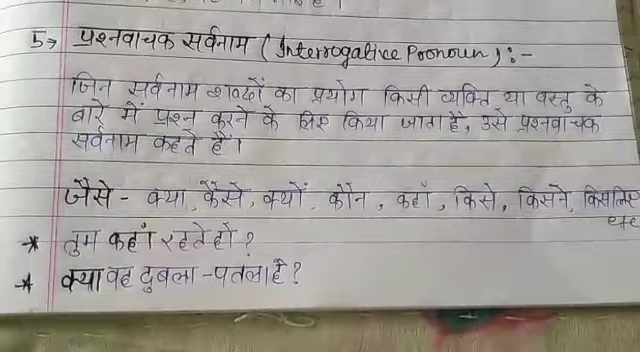 5→ प्रश्नवाचक सर्वनाम (Interrogative Pronoun) :-
जिन सर्वनाम शब्दों का प्रयोग किसी व्यक्ति या वस्तु के
बारे में प्रश्न करने के लिए किया जाता है, उसे प्रश्नवाचक
सर्वनाम कहते हैं।
जैसे - क्या, कैसे, क्यों, कौन, कहाँ, किसे, किसने, किसलिए
etc
* तुम कहाँ रहते हो?
* क्या वह दुबला-पतला है?